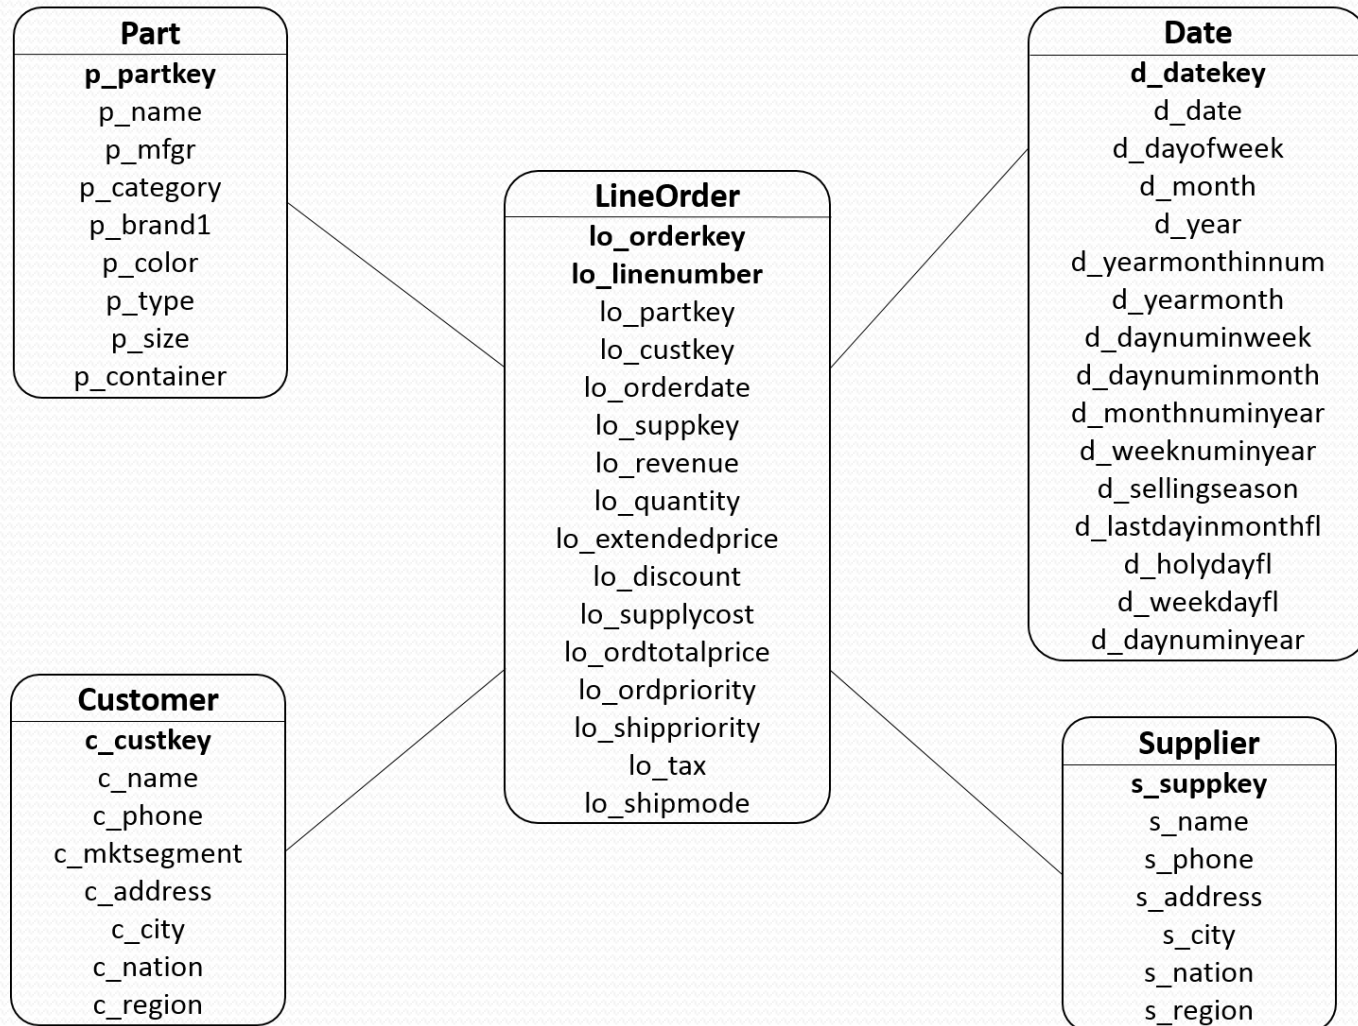 Part
p_partkey
p_name
p_mfgr
p_category
p_brand1
p_color
p_type
p_size
p_container
Date
d_datekey
d_date
d_dayofweek
d_month
d_year
d_yearmonthinnum
d_yearmonth
d_daynuminweek
d_daynuminmonth
d_monthnuminyear
d_weeknuminyear
d_sellingseason
d_lastdayinmonthfl
d_holydayfl
d_weekdayfl
d_daynuminyear
LineOrder
lo_orderkey
lo_linenumber
lo_partkey
lo_custkey
lo_orderdate
lo_suppkey
lo_revenue
lo_quantity
lo_extendedprice
lo_discount
lo_supplycost
lo_ordtotalprice
lo_ordpriority
lo_shippriority
lo_tax
lo_shipmode
Customer
c_custkey
c_name
c_phone
c_mktsegment
c_address
c_city
c_nation
c_region
Supplier
s_suppkey
s_name
s_phone
s_address
s_city
s_nation
s_region